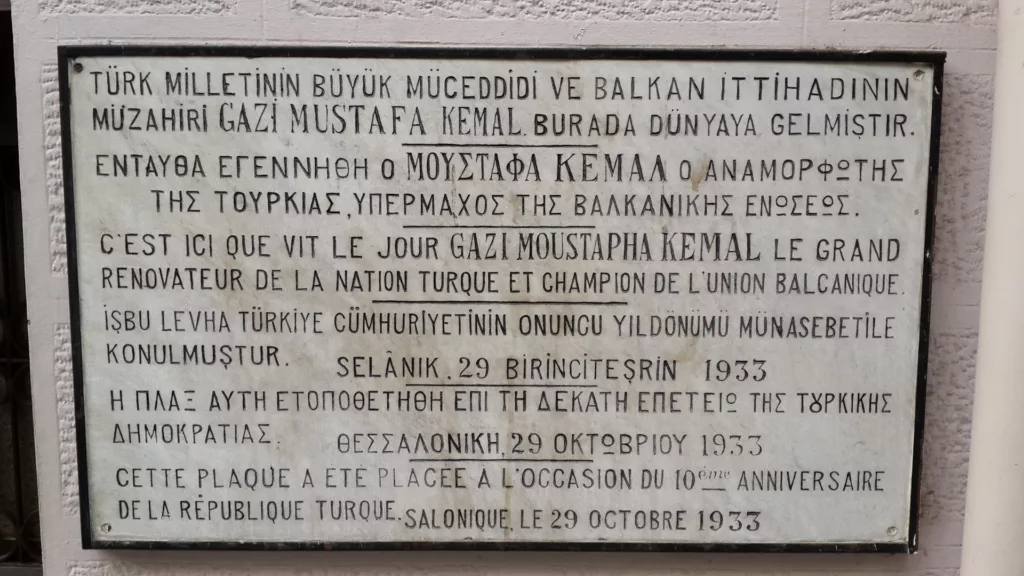 TÜRK MİLLETİNİN BÜYÜK MÜCEDDİDİ VE BALKAN İTTİHADININ
MÜZAHİRİ GAZİ MUSTAFA KEMAL. BURADA DÜNYAYA GELMİŞTİR.
ΕΝΤΑΥΘΑ ΕΓΕΝΝΗΘΗ Ο ΜΟΥΣΤΑΦΑ ΚΕΜΑΛ Ο ΑΝΑΜΟΡΦΩΤΗΣ
ΤΗΣ ΤΟΥΡΚΙΑΣ, ΥΠΕΡΜΑΧΟΣ ΤΗΣ ΒΑΛΚΑΝΙΚΗΣ ΕΝΩΣΕΩΣ.
C'EST ICI QUE VIT LE JOUR GAZI MOUSTAPHA KEMAL LE GRAND
RENOVATEUR DE LA NATION TURQUE ET CHAMPION DE L'UNION BALCANIQUE.
İŞBU LEVHA TÜRKİYE CÜMHURİYETİNİN ONUNCU YILDÖNÜMÜ MÜNASEBETİLE
KONULMUŞTUR. SELÂNİK. 29 BİRİNCİTEŞRİN 1933
Η ΠΛΑΞ ΑΥΤΗ ΕΤΟΠΟΘΕΤΗΘΗ ΕΠΙ ΤΗ ΔΕΚΑΤΗ ΕΠΕΤΕΙΩ ΤΗΣ ΤȣΡΚΙΚΗΣ
ΔΗΜΟΚΡΑΤΙΑΣ. ΘΕΣΣΑΛΟΝΙΚΗ, 29 ΟΚΤΩΒΡΙΟΥ 1933
CETTE PLAQUE A ÉTÉ PLACÉE À L'OCCASION DU 10éme ANNIVERSAIRE
DE LA RÉPUBLIQUE TURQUE. SALONIQUE, LE 29 OCTOBRE 1933